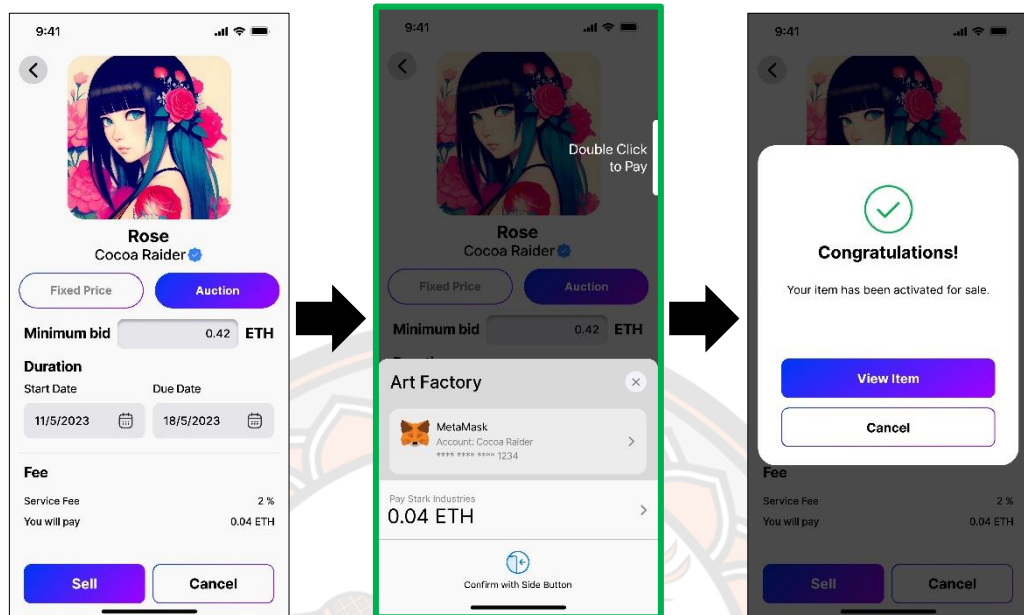 9:41
Rose
Cocoa Raider
Fixed Price
Auction
Minimum bid
0.42
ETH
Duration
Start Date
Due Date
11/5/2023
18/5/2023
Fee
Service Fee
2 %
You will pay
0.04 ETH
Sell
Cancel
9:41
Double Click
to Pay
Rose
Cocoa Raider
Fixed Price
Auction
Minimum bid
0.42
ETH
Art Factory
MetaMask
Account: Cocoa Raider
**** **** **** 1234
Pay Stark Industries
0.04 ETH
Confirm with Side Button
9:41
Congratulations!
Your item has been activated for sale.
View Item
Cancel
Fee
Service Fee
2 %
You will pay
0.04 ETH
Sell
Cancel